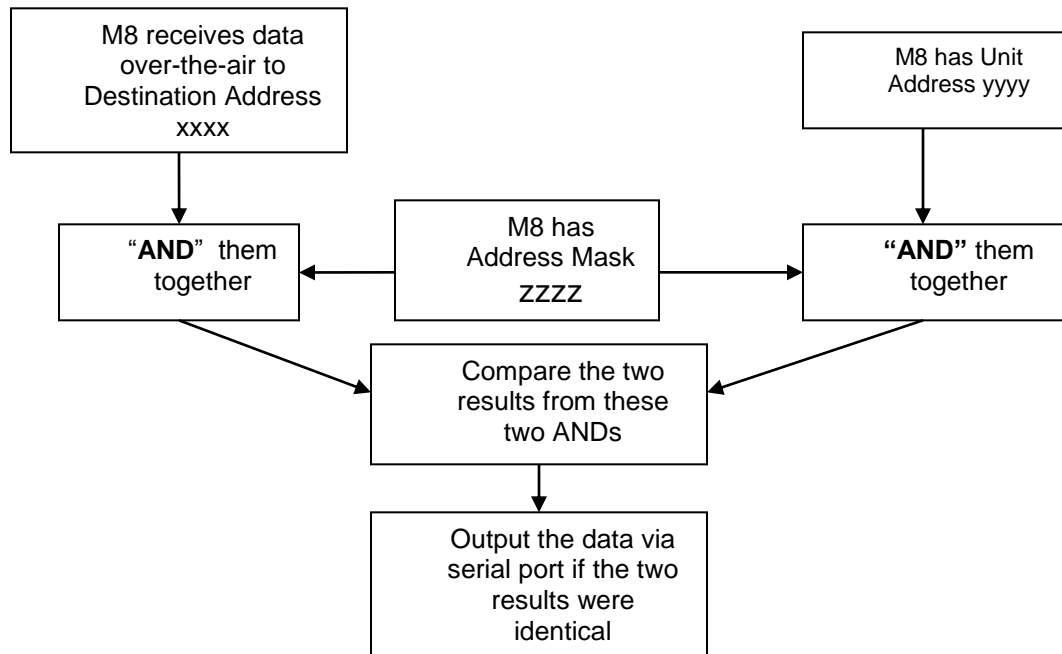 M8 receives data
over-the-air to
Destination Address
xxxx
M8 has Unit
Address yyyy
“AND“ them
together
M8 has
Address Mask
zzzz
“AND” them
together
Compare the two
results from these
two ANDs
Output the data via
serial port if the two
results were
identical